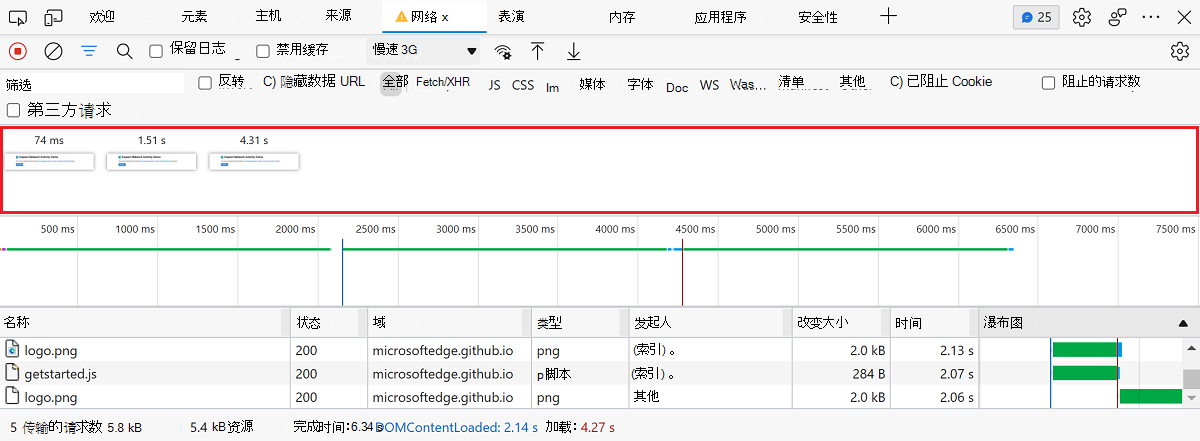 欢迎 元素 主机 来源 网络 x 表演 内存 应用程序 安全性 25
保留日志 禁用缓存 慢速 3G
筛选 反转 C) 隐藏数据 URL 全部 Fetch/XHR JS CSS Im 媒体 字体 Doc WS Was... 清单 其他 C) 已阻止 Cookie 阻止的请求数
第三方请求
74 ms 1.51 s 4.31 s
500 ms 1000 ms 1500 ms 2000 ms 2500 ms 3000 ms 3500 ms 4000 ms 4500 ms 5000 ms 5500 ms 6000 ms 6500 ms 7000 ms 7500 ms
名称 状态 域 类型 发起人 改变大小 时间 瀑布图
logo.png 200 microsoftedge.github.io png (索引) 。 2.0 kB 2.13 s
getstarted.js 200 microsoftedge.github.io p脚本 (索引) 。 284 B 2.07 s
logo.png 200 microsoftedge.github.io png 其他 2.0 kB 2.06 s
5 传输的请求数 5.8 kB 5.4 kB资源 完成时间:6.34 s DOMContentLoaded: 2.14 s 加载: 4.27 s